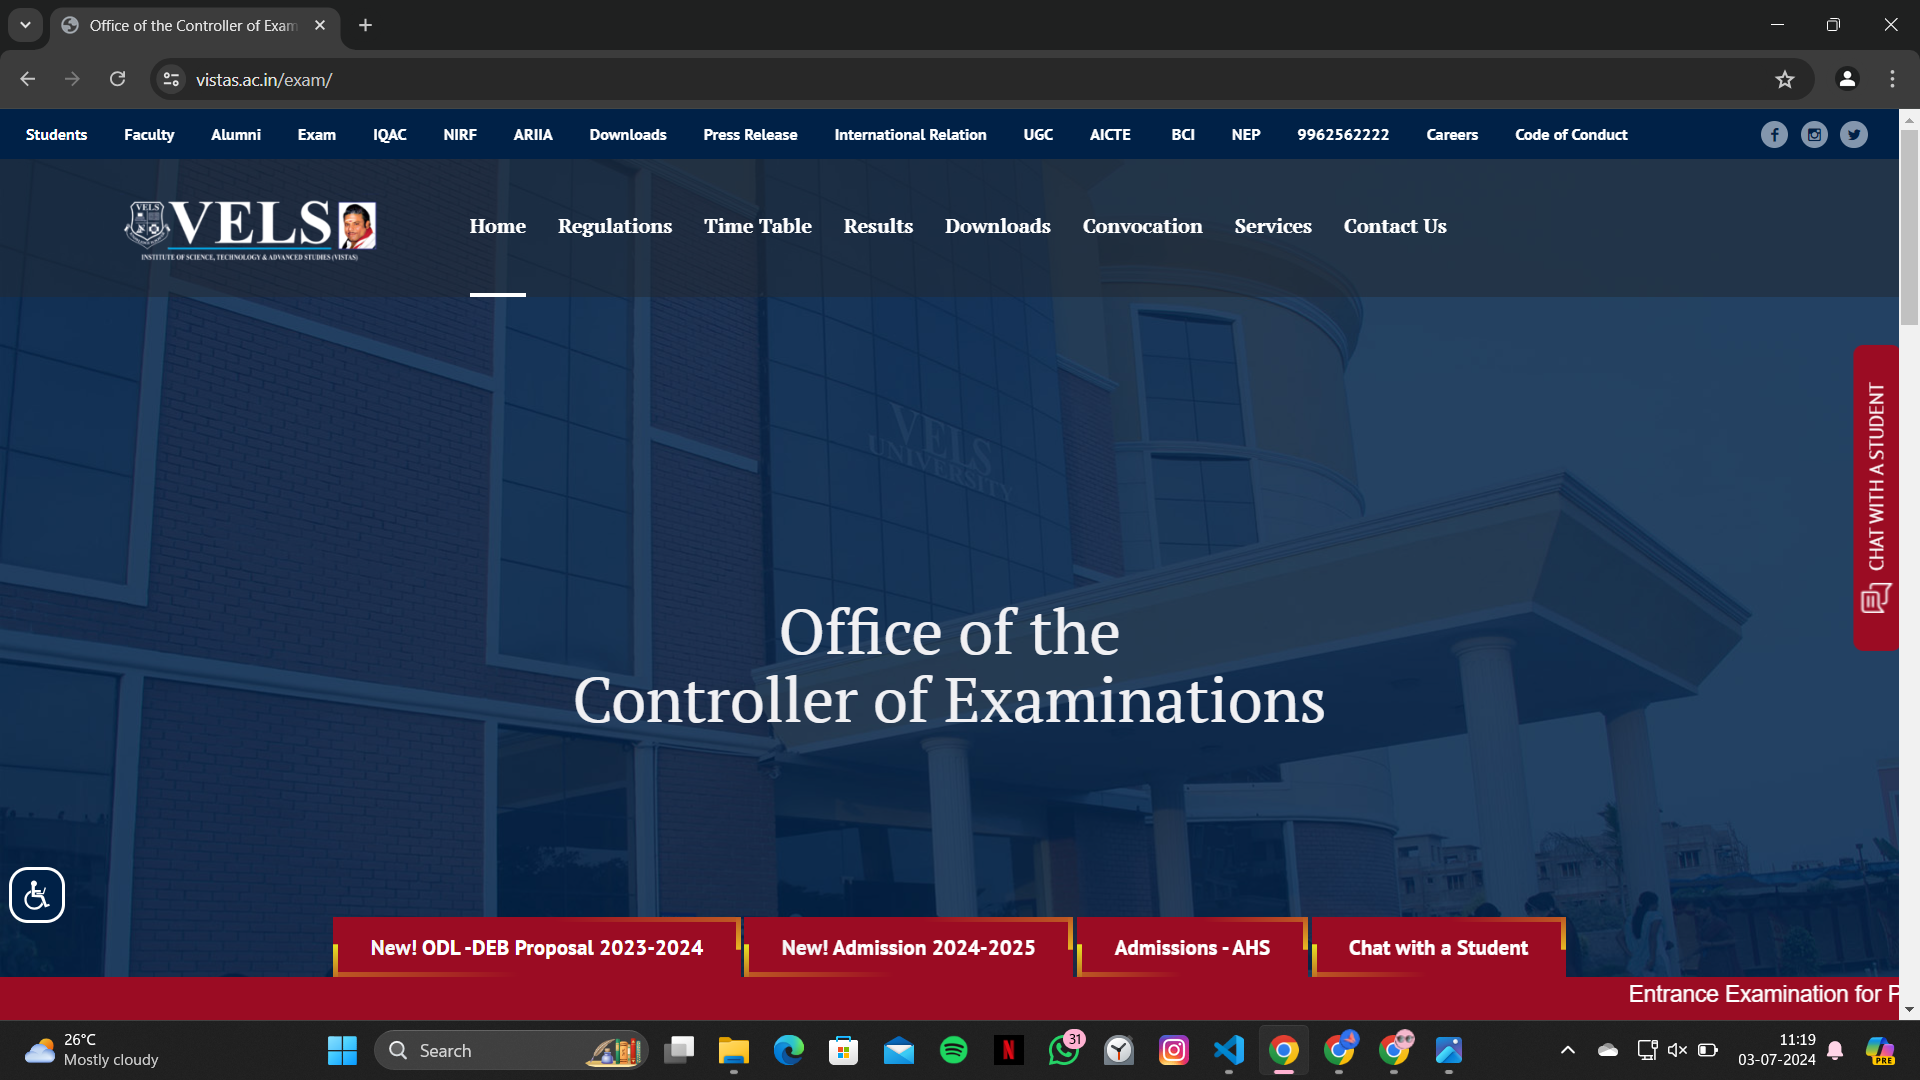 Office of the Controller of Exam
vistas.ac.in/exam/
Students Faculty Alumni Exam IQAC NIRF ARIIA Downloads Press Release International Relation UGC AICTE BCI NEP 9962562222 Careers Code of Conduct
VELS
VELS
INSTITUTE OF SCIENCE, TECHNOLOGY & ADVANCED STUDIES (VISTAS)
Home Regulations Time Table Results Downloads Convocation Services Contact Us
VELS
UNIVERSITY
CHAT WITH A STUDENT
Office of the
Controller of Examinations
New! ODL -DEB Proposal 2023-2024 New! Admission 2024-2025 Admissions - AHS Chat with a Student
Entrance Examination for P
26°C
Mostly cloudy
Search
N
31
11:19
03-07-2024
PRE